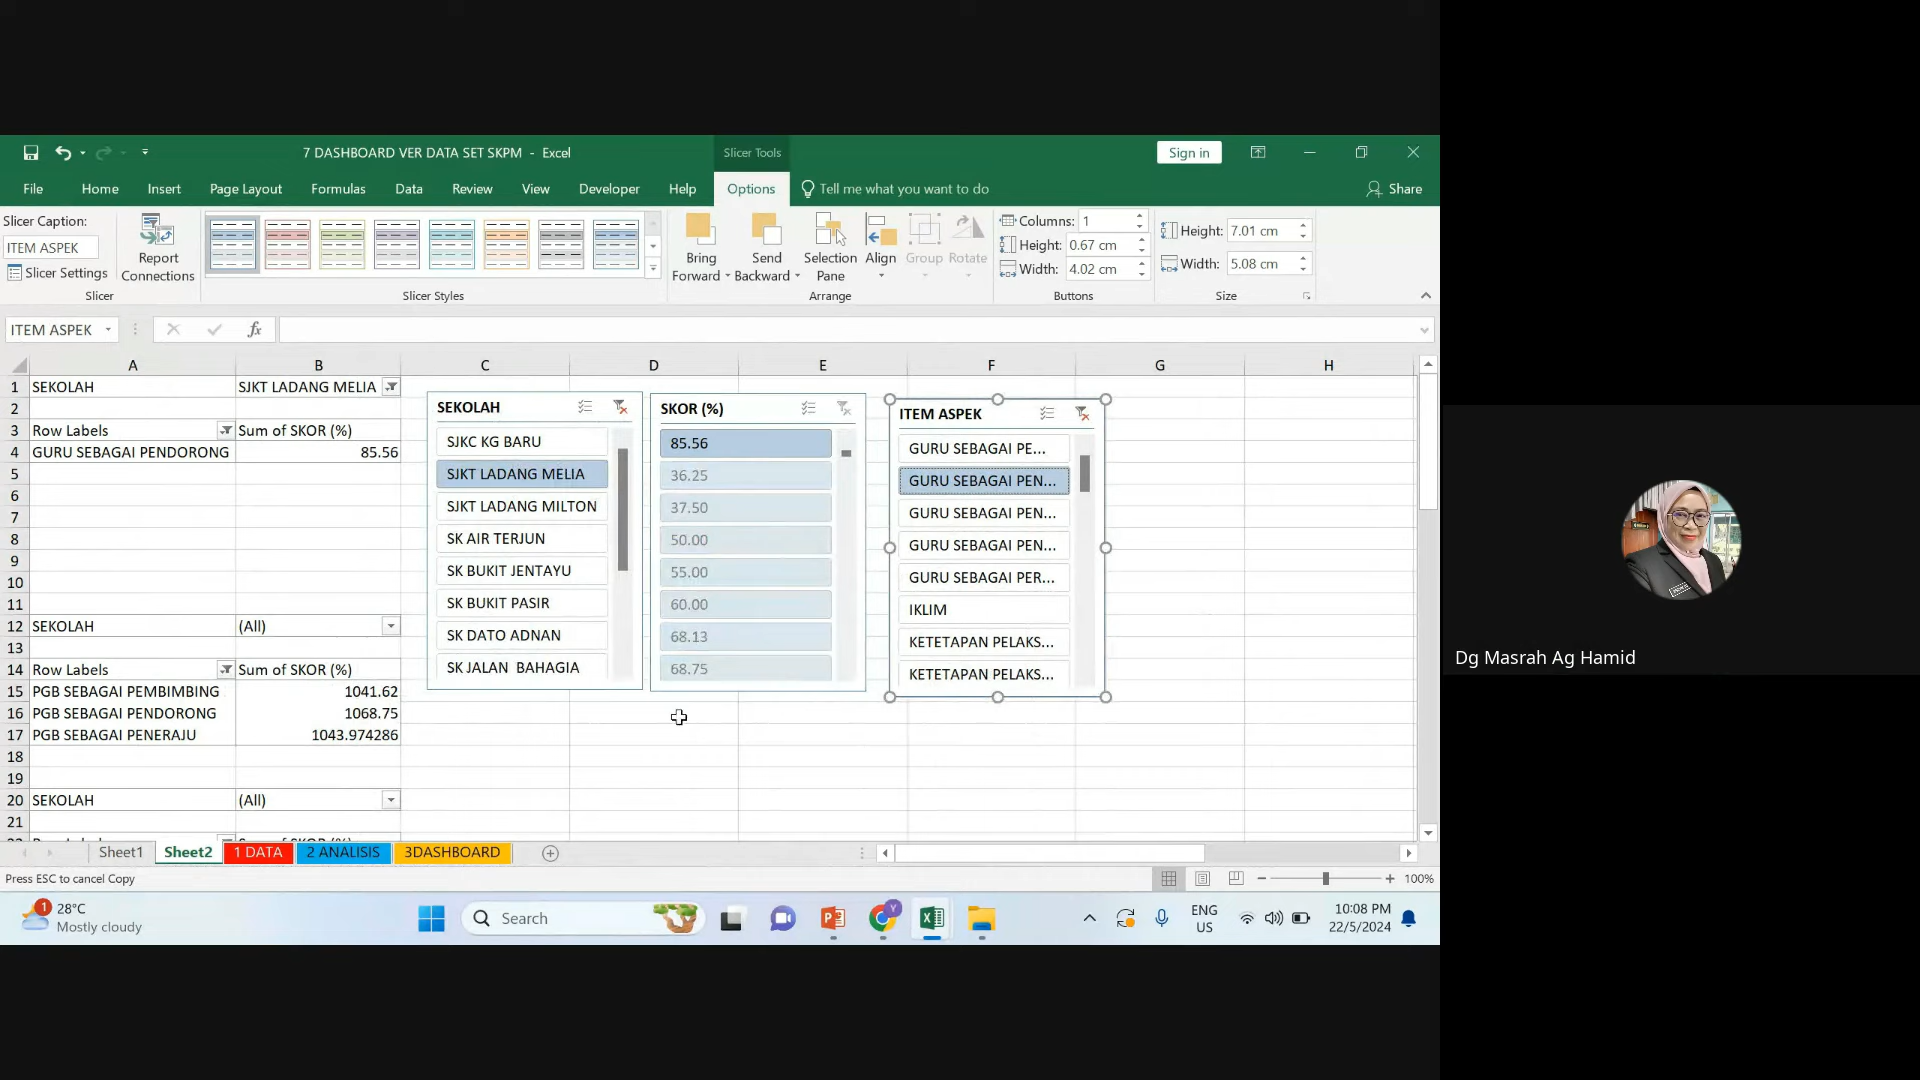 7 DASHBOARD VER DATA SET SKPM - Excel
Slicer Tools
Sign in
File Home Insert Page Layout Formulas Data Review View Developer Help Options Tell me what you want to do Share
Slicer Caption:
ITEM ASPEK
Slicer Settings
Report Connections
Slicer
Slicer Styles
Bring Forward
Send Backward
Selection Pane
Align
Group
Rotate
Arrange
Columns: 1
Height: 0.67 cm
Width: 4.02 cm
Buttons
Height: 7.01 cm
Width: 5.08 cm
Size
ITEM ASPEK
fx
A B C D E F G H
1 SEKOLAH SJKT LADANG MELIA
2
3 Row Labels Sum of SKOR (%)
4 GURU SEBAGAI PENDORONG 85.56
5
6
7
8
9
10
11
12 SEKOLAH (All)
13
14 Row Labels Sum of SKOR (%)
15 PGB SEBAGAI PEMBIMBING 1041.62
16 PGB SEBAGAI PENDORONG 1068.75
17 PGB SEBAGAI PENERAJU 1043.974286
18
19
20 SEKOLAH (All)
21
SEKOLAH
SJKC KG BARU
SJKT LADANG MELIA
SJKT LADANG MILTON
SK AIR TERJUN
SK BUKIT JENTAYU
SK BUKIT PASIR
SK DATO ADNAN
SK JALAN  BAHAGIA
SKOR (%)
85.56
36.25
37.50
50.00
55.00
60.00
68.13
68.75
ITEM ASPEK
GURU SEBAGAI PE...
GURU SEBAGAI PEN...
GURU SEBAGAI PEN...
GURU SEBAGAI PEN...
GURU SEBAGAI PER...
IKLIM
KETETAPAN PELAKS...
KETETAPAN PELAKS...
Sheet1 Sheet2 1 DATA 2 ANALISIS 3DASHBOARD
Press ESC to cancel Copy
100%
1
28°C
Mostly cloudy
Search
ENG
US
10:08 PM
22/5/2024
Dg Masrah Ag Hamid